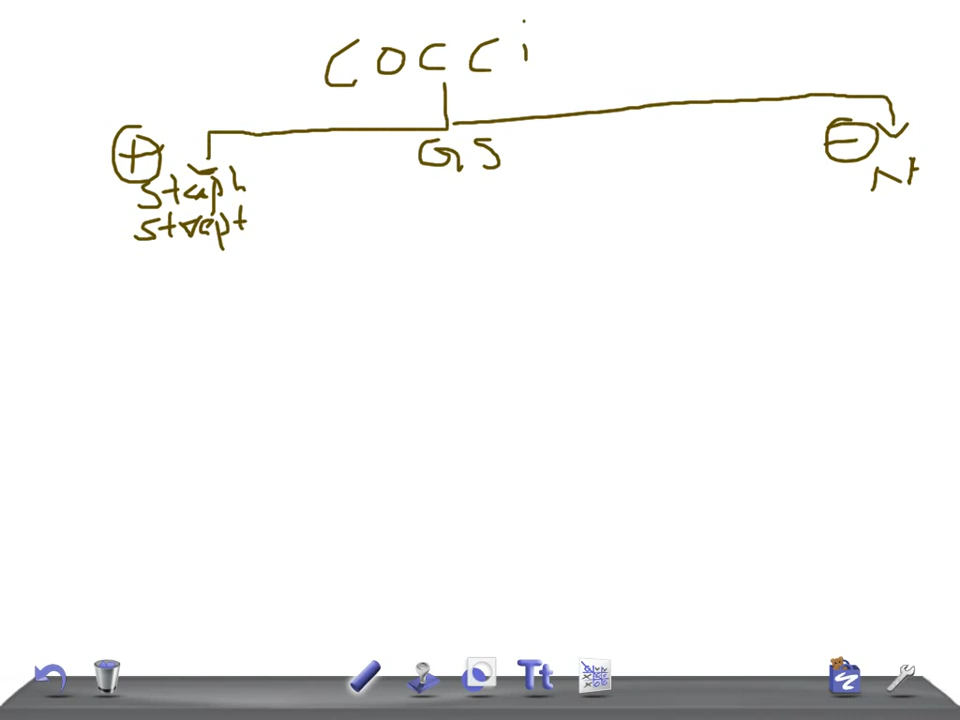 COCCi
GS
+
Staph
Strept
-